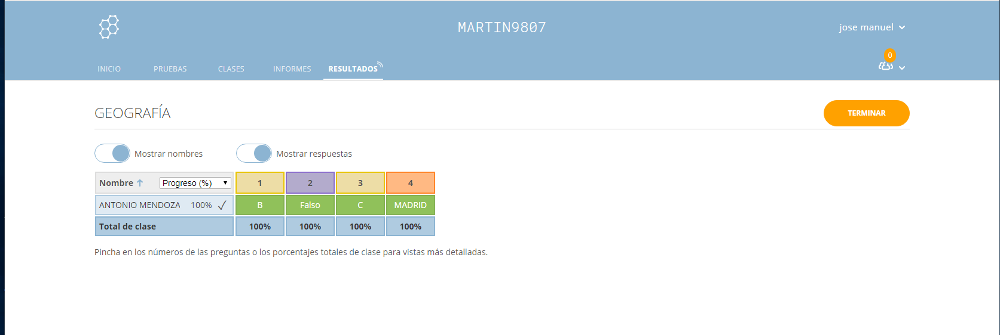 MARTIN9807
jose manuel
0
INICIO PRUEBAS CLASES INFORMES RESULTADOS
GEOGRAFÍA
TERMINAR
Mostrar nombres Mostrar respuestas
Nombre Progreso (%) 1 2 3 4
ANTONIO MENDOZA 100% B Falso C MADRID
Total de clase 100% 100% 100% 100%
Pincha en los números de las preguntas o los porcentajes totales de clase para vistas más detalladas.